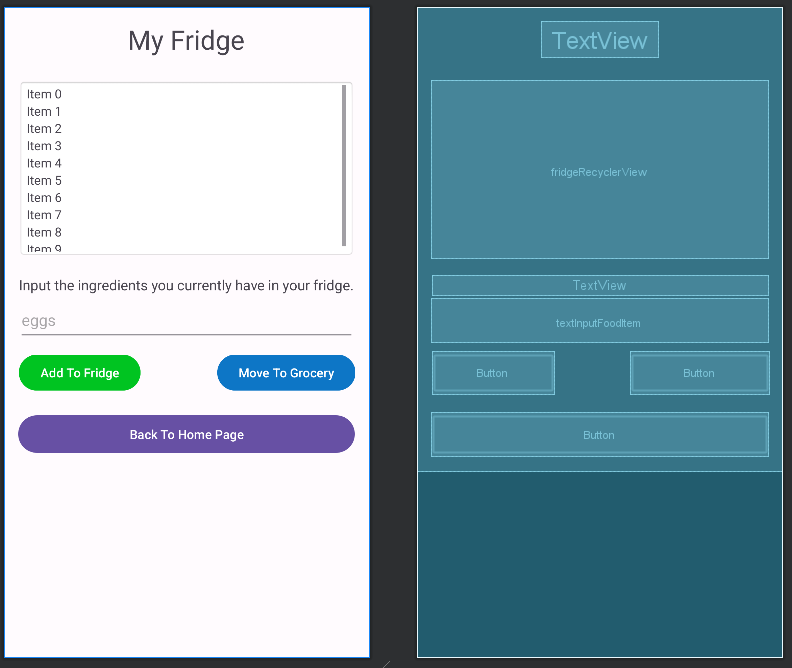 My Fridge
Item 0
Item 1
Item 2
Item 3
Item 4
Item 5
Item 6
Item 7
Item 8
Item 9
Input the ingredients you currently have in your fridge.
eggs
Add To Fridge
Move To Grocery
Back To Home Page
TextView
fridgeRecyclerView
TextView
textInputFoodItem
Button
Button
Button